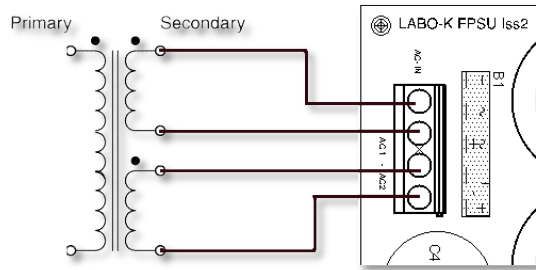 Primary
Secondary
LABO-K FPSU Iss2
AC-IN
B1
AC1 - AC2
C4